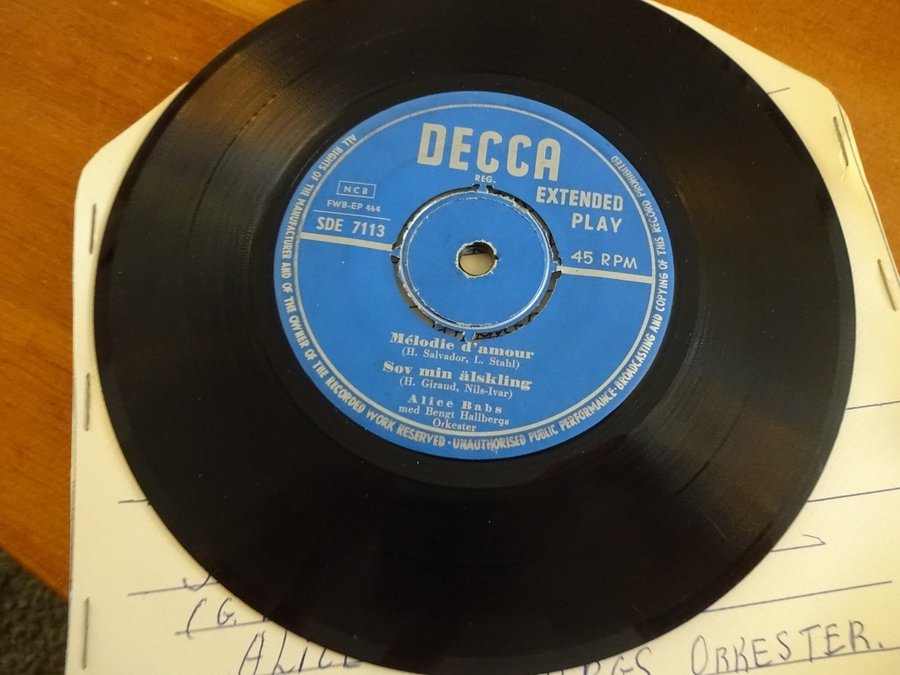 DECCA
REG.
EXTENDED
PLAY
45 RPM
NCB
FWB-EP 464
SDE 7113
Mélodie d'amour
(H. Salvador, L. Stahl)
Sov min älskling
(H. Giraud, Nils-Ivar)
Alice Babs
med Bengt Hallbergs
Orkester
ALL RIGHTS OF THE MANUFACTURER AND OF THE OWNER OF THE RECORDED WORK RESERVED · UNAUTHORISED PUBLIC PERFORMANCE · BROADCASTING AND COPYING OF THIS RECORD PROHIBITED
(G.
ALICE
RGS ORKESTER.